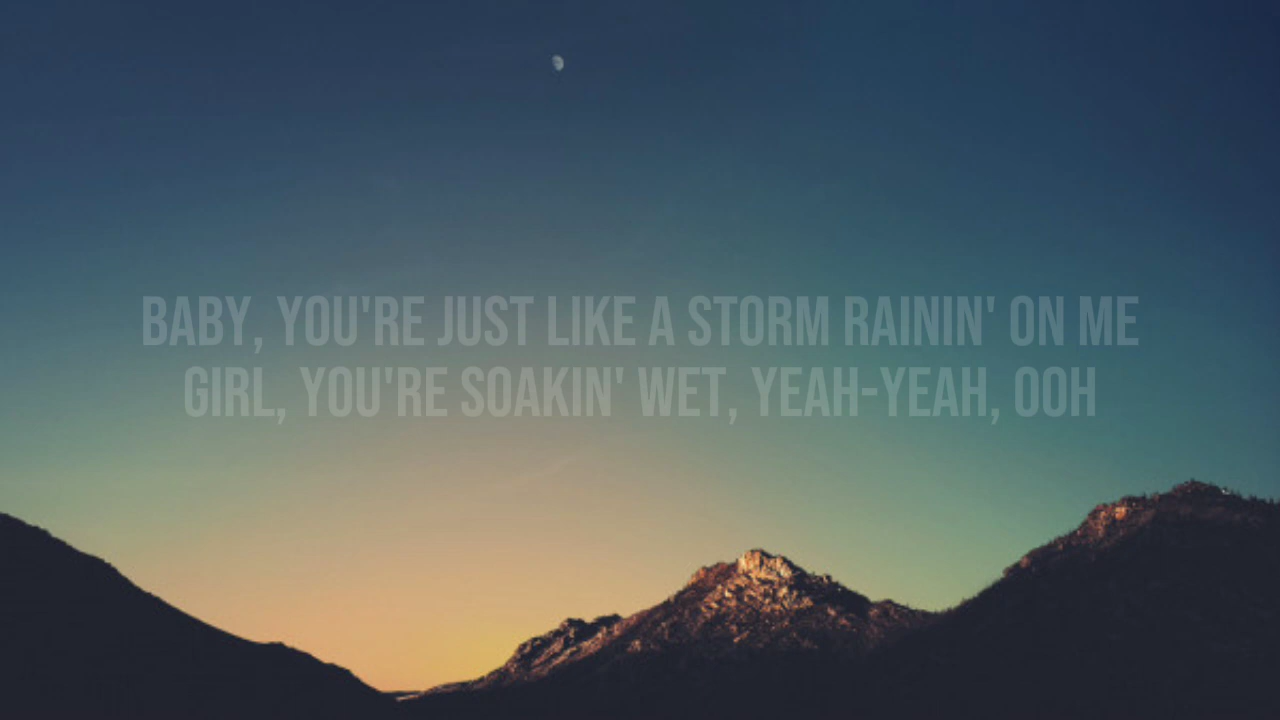 BABY, YOU'RE JUST LIKE A STORM RAININ' ON ME
GIRL, YOU'RE SOAKIN' WET, YEAH-YEAH, OOH